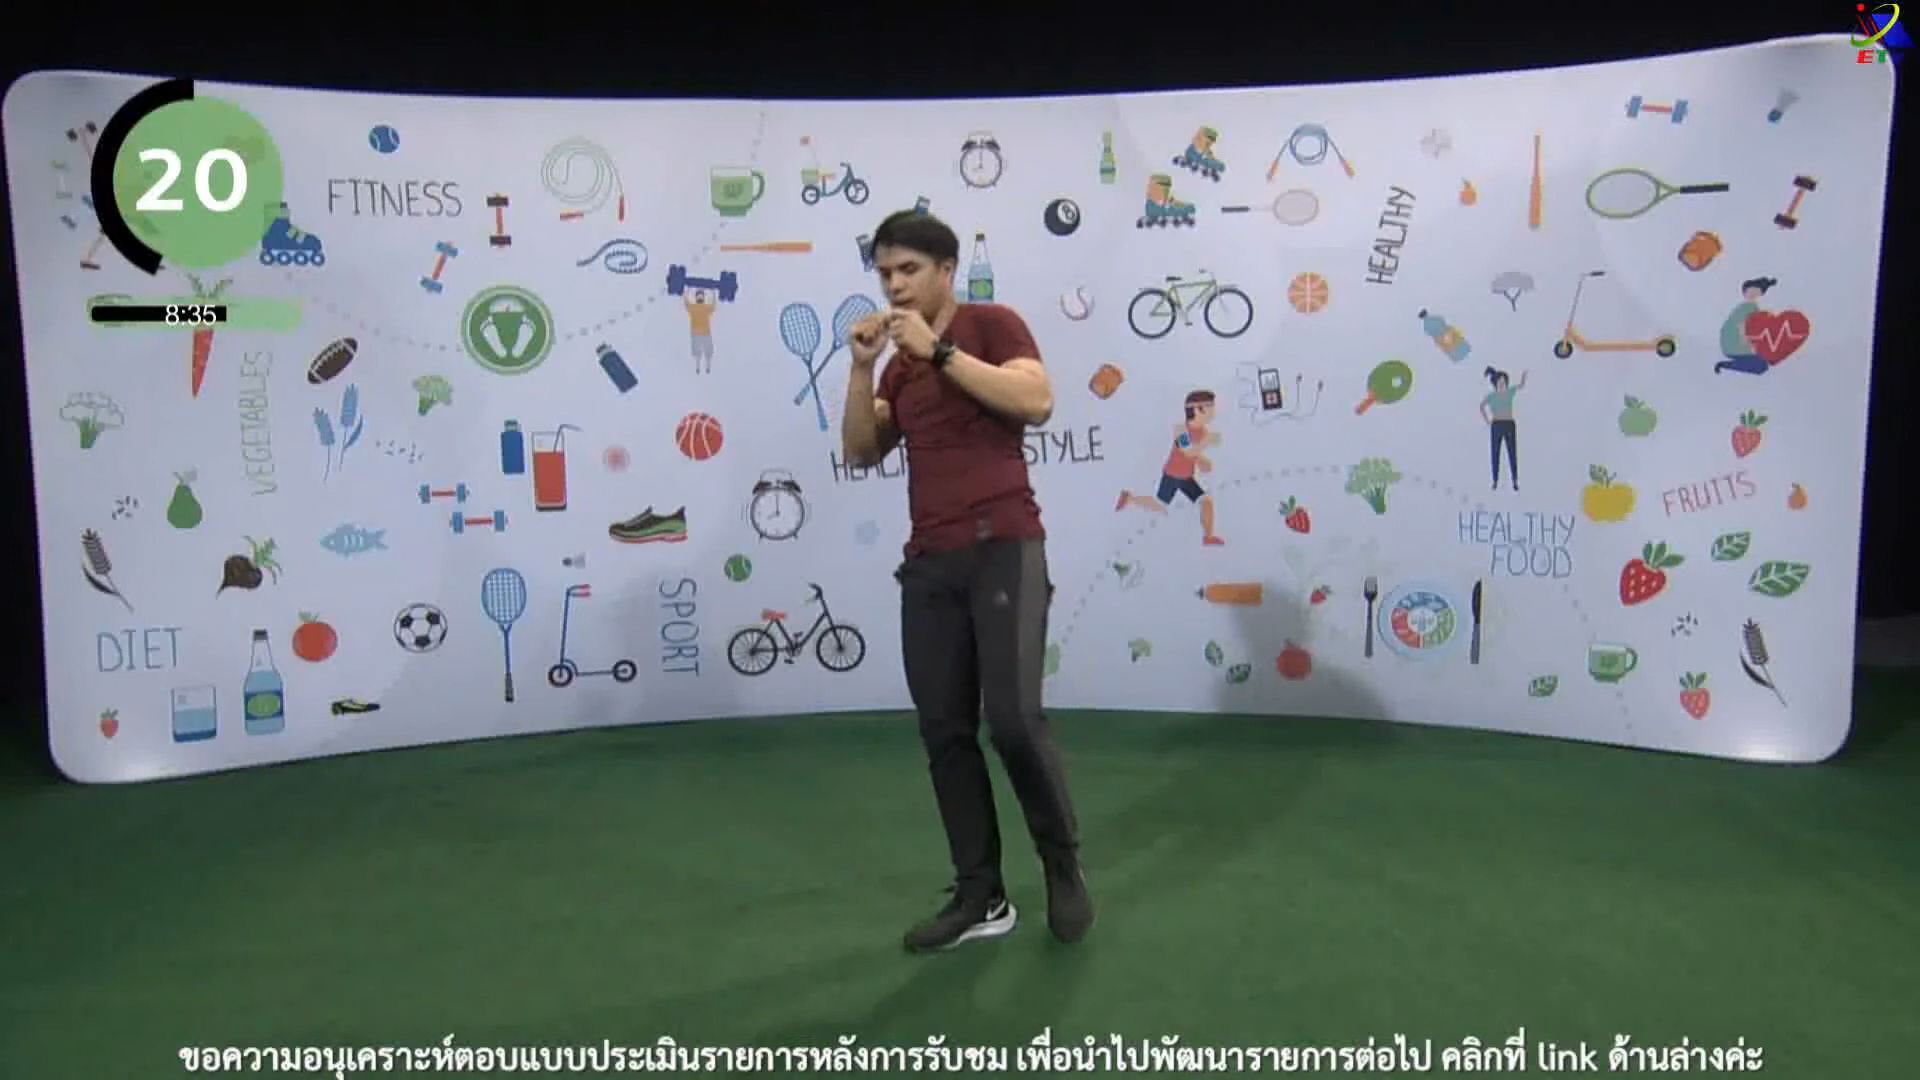 ET
20
8:35
FITNESS
HEALTHY
VEGETABLES
STYLE
FRUITS
HEALTHY
FOOD
DIET
SPORT
ขอความอนุเคราะห์ตอบแบบประเมินรายการหลังการรับชม เพื่อนำไปพัฒนารายการต่อไป คลิกที่ link ด้านล่างค่ะ